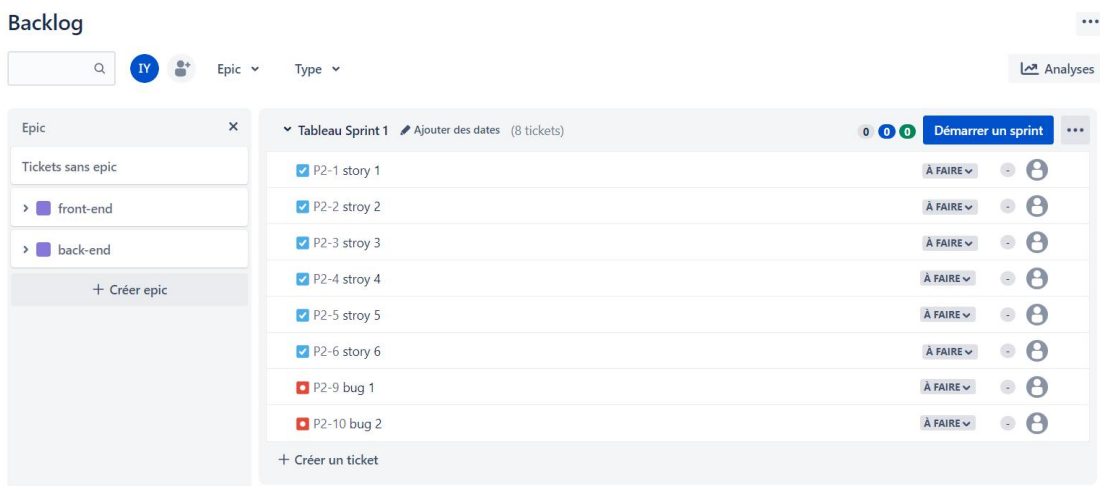 Backlog
IY Epic Type Analyses
Epic
Tickets sans epic
front-end
back-end
+ Créer epic
Tableau Sprint 1 Ajouter des dates (8 tickets) 0 0 0 Démarrer un sprint
P2-1 story 1 À FAIRE -
P2-2 stroy 2 À FAIRE -
P2-3 stroy 3 À FAIRE -
P2-4 stroy 4 À FAIRE -
P2-5 stroy 5 À FAIRE -
P2-6 story 6 À FAIRE -
P2-9 bug 1 À FAIRE -
P2-10 bug 2 À FAIRE -
+ Créer un ticket